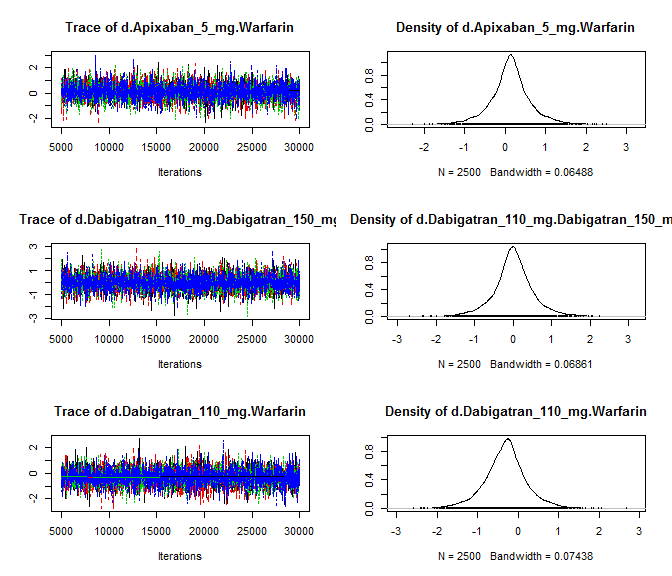 Trace of d.Apixaban_5_mg.Warfarin
2
0
-2
5000 10000 15000 20000 25000 30000
Iterations
Density of d.Apixaban_5_mg.Warfarin
0.8
0.4
0.0
-2 -1 0 1 2 3
N = 2500 Bandwidth = 0.06488
Trace of d.Dabigatran_110_mg.Dabigatran_150_mg
3
1
-1
-3
5000 10000 15000 20000 25000 30000
Iterations
Density of d.Dabigatran_110_mg.Dabigatran_150_m
0.8
0.4
0.0
-3 -2 -1 0 1 2 3
N = 2500 Bandwidth = 0.06861
Trace of d.Dabigatran_110_mg.Warfarin
2
0
-2
5000 10000 15000 20000 25000 30000
Iterations
Density of d.Dabigatran_110_mg.Warfarin
0.8
0.4
0.0
-3 -2 -1 0 1 2 3
N = 2500 Bandwidth = 0.07438